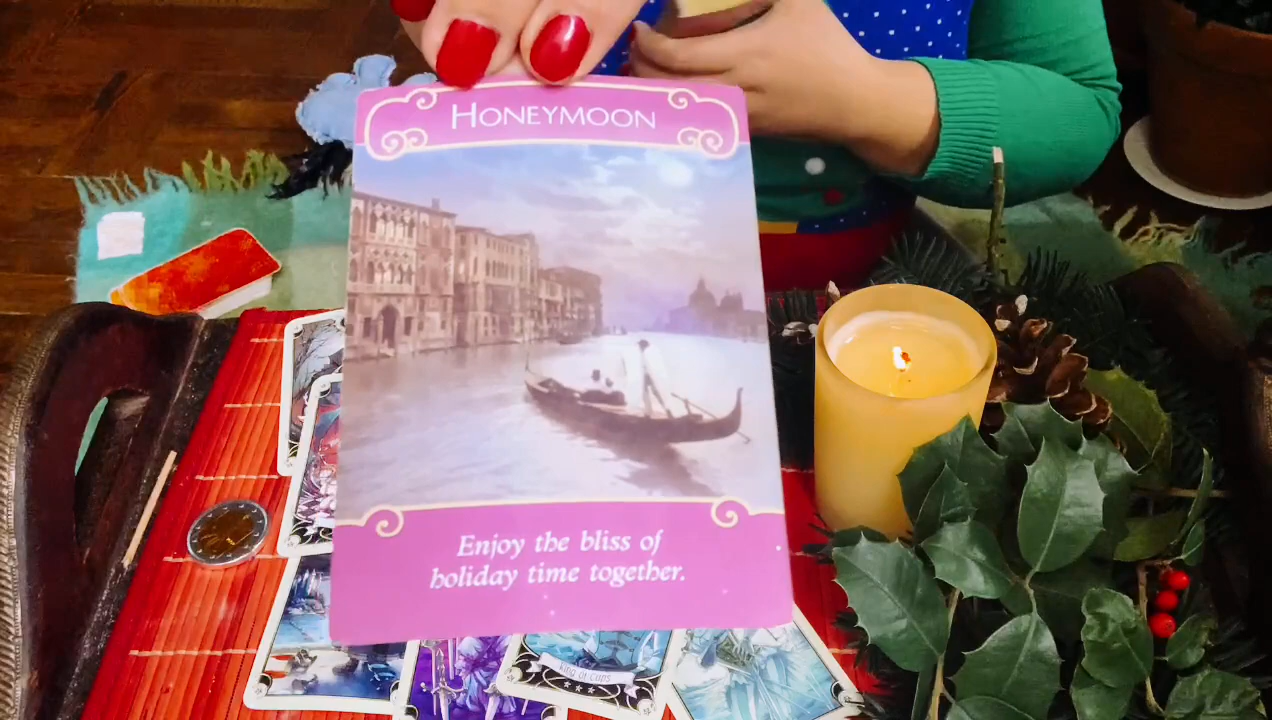 HONEYMOON
Enjoy the bliss of
holiday time together.
King of Cups